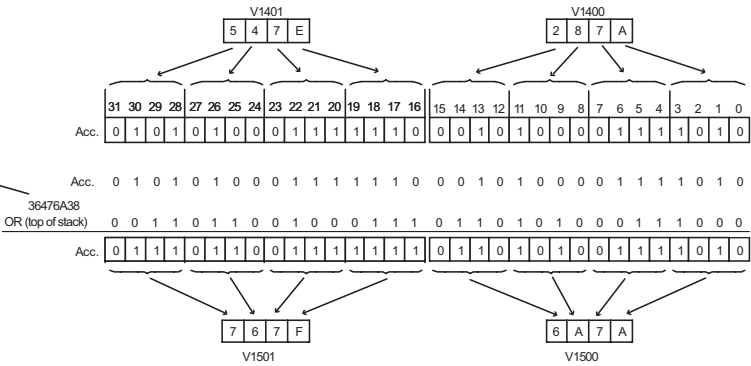 V1401 V1400
5 4 7 E 2 8 7 A
31 30 29 28 27 26 25 24 23 22 21 20 19 18 17 16 15 14 13 12 11 10 9 8 7 6 5 4 3 2 1 0
Acc. 0 1 0 1 0 1 0 0 0 1 1 1 1 1 1 0 0 0 1 0 1 0 0 0 0 1 1 1 1 0 1 0
Acc. 0 1 0 1 0 1 0 0 0 1 1 1 1 1 1 0 0 0 1 0 1 0 0 0 0 1 1 1 1 0 1 0
36476A38
OR (top of stack) 0 0 1 1 0 1 1 0 0 1 0 0 0 1 1 1 0 1 1 0 1 0 1 0 0 0 1 1 1 0 0 0
Acc. 0 1 1 1 0 1 1 0 0 1 1 1 1 1 1 1 0 1 1 0 1 0 1 0 0 1 1 1 1 0 1 0
7 6 7 F 6 A 7 A
V1501 V1500